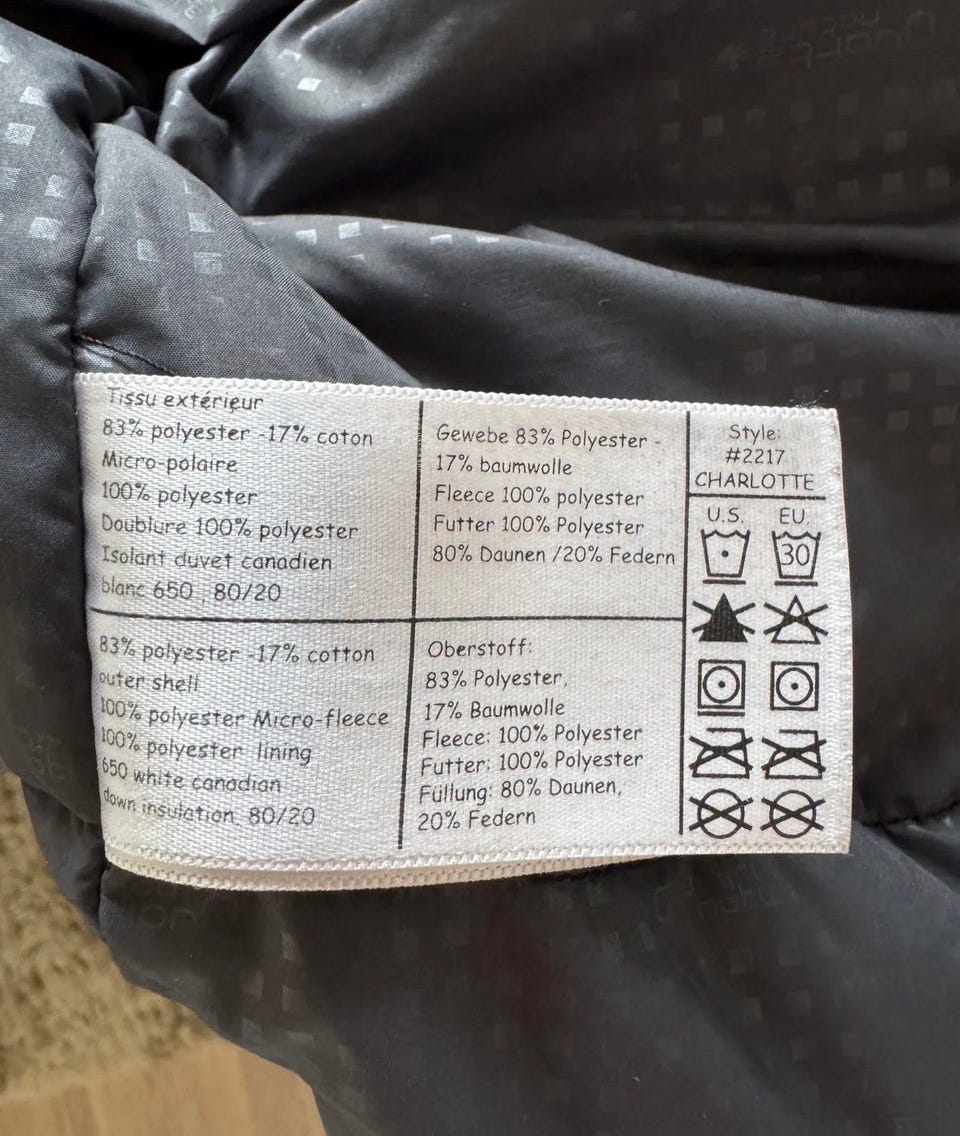 Tissu extérieur
83% polyester -17% coton
Micro-polaire
100% polyester
Doublure 100% polyester
Isolant duvet canadien
blanc 650 80/20
83% polyester -17% cotton
outer shell
100% polyester Micro-fleece
100% polyester lining
650 white canadian
down insulation 80/20
Gewebe 83% Polyester -
17% baumwolle
Fleece 100% polyester
Futter 100% Polyester
80% Daunen /20% Federn
Oberstoff:
83% Polyester,
17% Baumwolle
Fleece: 100% Polyester
Futter: 100% Polyester
Füllung: 80% Daunen,
20% Federn
Style:
#2217
CHARLOTTE
U.S. EU.
30